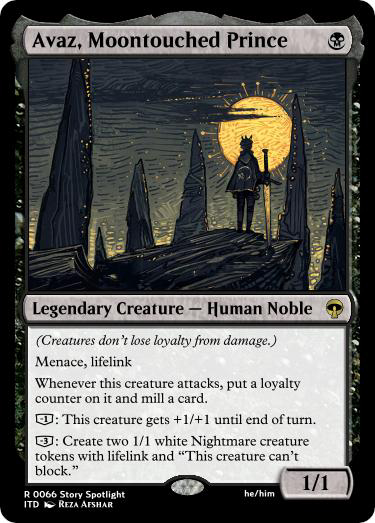 Avaz, Moontouched Prince
Legendary Creature — Human Noble
(Creatures don't lose loyalty from damage.)
Menace, lifelink
Whenever this creature attacks, put a loyalty
counter on it and mill a card.
-1: This creature gets +1/+1 until end of turn.
-3: Create two 1/1 white Nightmare creature
tokens with lifelink and "This creature can't
block."
1/1
R 0066 Story Spotlight
he/him
ITD Reza Afshar